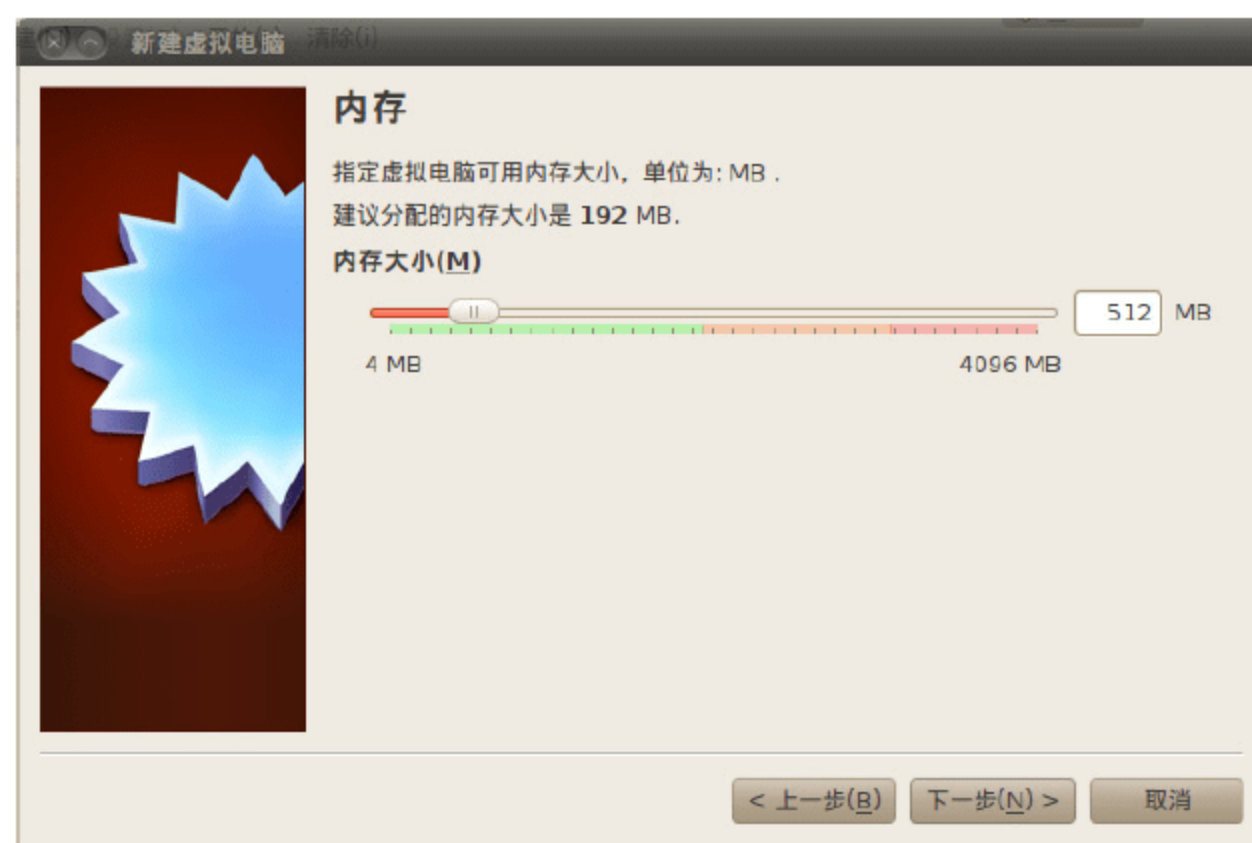 新建虚拟电脑
清除(i)
内存
指定虚拟电脑可用内存大小，单位为: MB .
建议分配的内存大小是 192 MB.
内存大小(M)
512 MB
4 MB 4096 MB
< 上一步(B) 下一步(N) > 取消